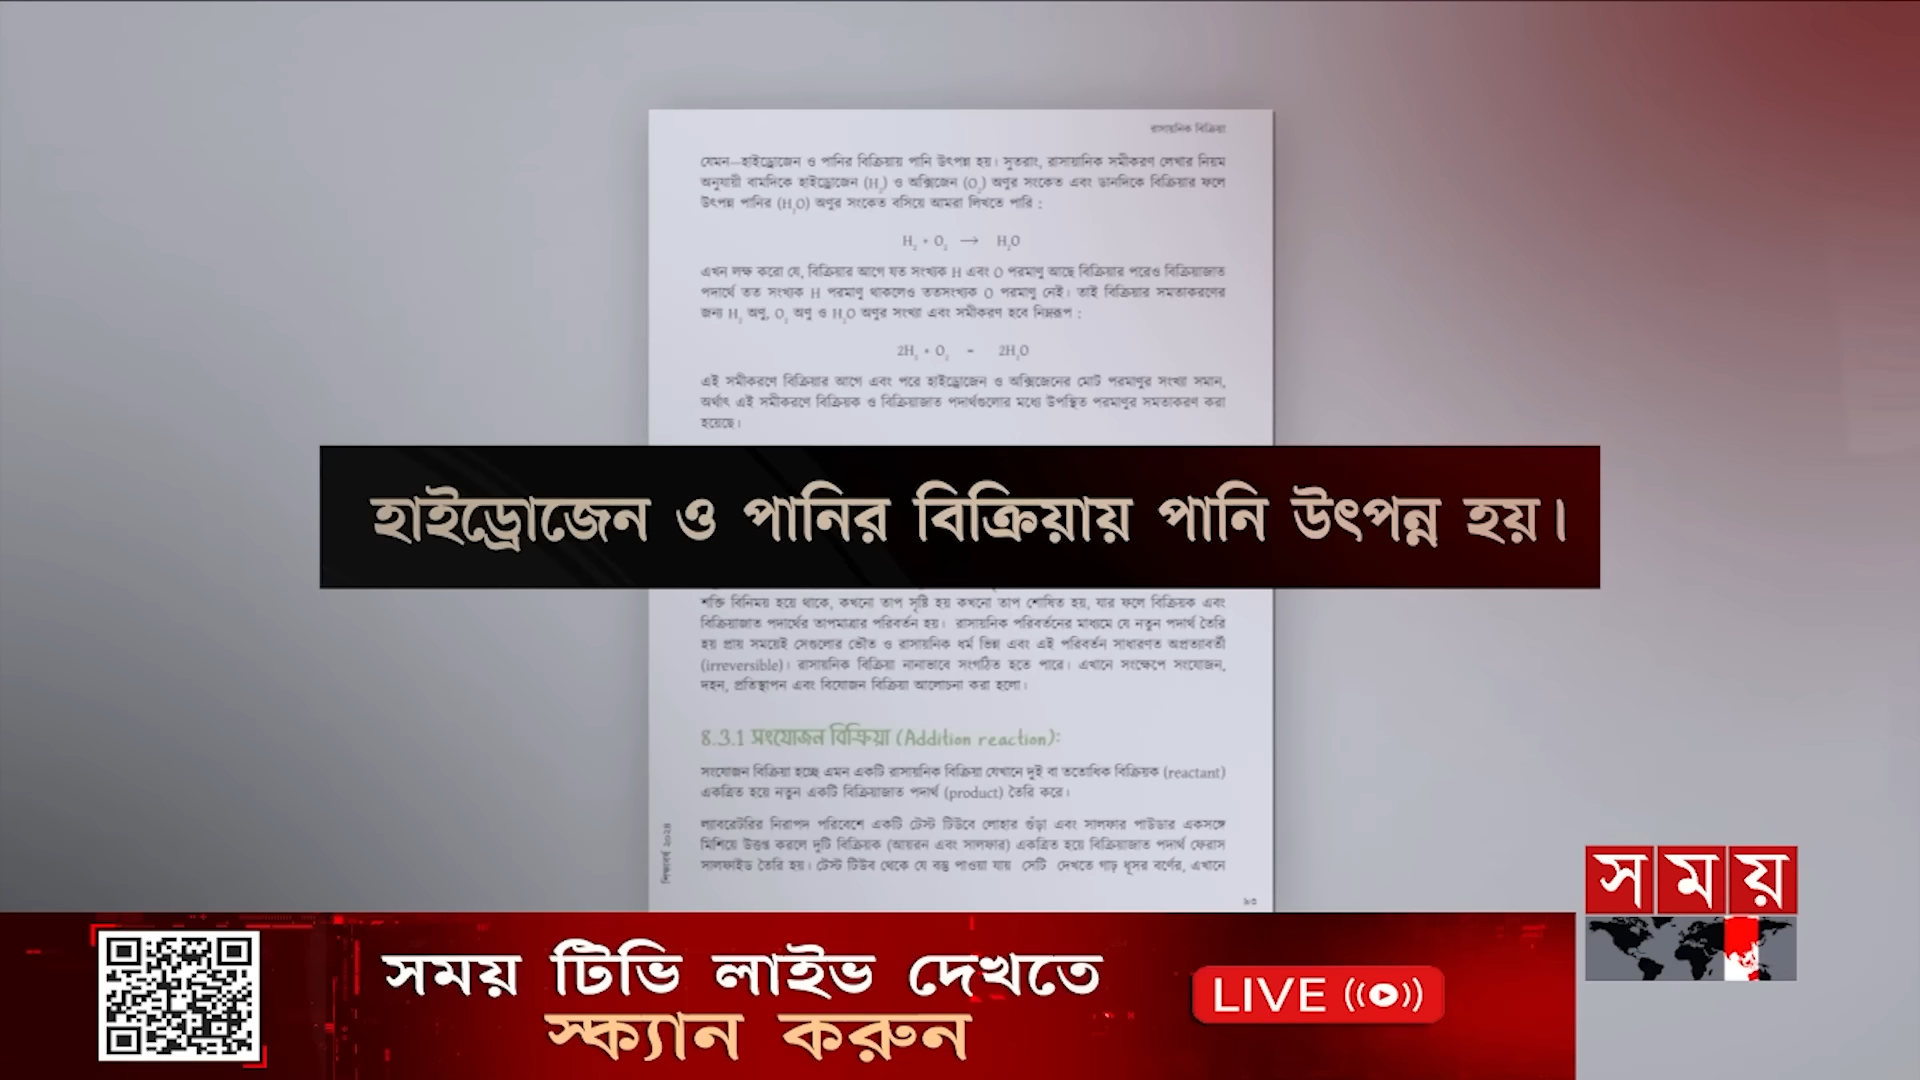 রাসায়নিক বিক্রিয়া
যেমন—হাইড্রোজেন ও পানির বিক্রিয়ায় পানি উৎপন্ন হয়। সুতরাং, রাসায়ানিক সমীকরণ লেখার নিয়ম
অনুযায়ী বামদিকে হাইড্রোজেন (H₂) ও অক্সিজেন (O₂) অণুর সংকেত এবং ডানদিকে বিক্রিয়ার ফলে
উৎপন্ন পানির (H₂O) অণুর সংকেত বসিয়ে আমরা লিখতে পারি :
H₂ + O₂ → H₂O
এখন লক্ষ করো যে, বিক্রিয়ার আগে যত সংখ্যক H এবং O পরমাণু আছে বিক্রিয়ার পরেও বিক্রিয়াজাত
পদার্থে তত সংখ্যক H পরমাণু থাকলেও ততসংখ্যক O পরমাণু নেই। তাই বিক্রিয়ার সমতাকরণের
জন্য H₂ অণু, O₂ অণু ও H₂O অণুর সংখ্যা এবং সমীকরণ হবে নিম্নরূপ :
2H₂ + O₂ = 2H₂O
এই সমীকরণে বিক্রিয়ার আগে এবং পরে হাইড্রোজেন ও অক্সিজেনের মোট পরমাণুর সংখ্যা সমান,
অর্থাৎ এই সমীকরণে বিক্রিয়ক ও বিক্রিয়াজাত পদার্থগুলোর মধ্যে উপস্থিত পরমাণুর সমতাকরণ করা
হয়েছে।
হাইড্রোজেন ও পানির বিক্রিয়ায় পানি উৎপন্ন হয়।
শক্তি বিনিময় হয়ে থাকে, কখনো তাপ সৃষ্টি হয় কখনো তাপ শোষিত হয়, যার ফলে বিক্রিয়ক এবং
বিক্রিয়াজাত পদার্থের তাপমাত্রার পরিবর্তন হয়। রাসায়নিক পরিবর্তনের মাধ্যমে যে নতুন পদার্থ তৈরি
হয় প্রায় সময়েই সেগুলোর ভৌত ও রাসায়নিক ধর্ম ভিন্ন এবং এই পরিবর্তন সাধারণত অপ্রত্যাবর্তী
(irreversible)। রাসায়নিক বিক্রিয়া নানাভাবে সংগঠিত হতে পারে। এখানে সংক্ষেপে সংযোজন,
দহন, প্রতিস্থাপন এবং বিযোজন বিক্রিয়া আলোচনা করা হলো।
8.3.1 সংযোজন বিক্রিয়া (Addition reaction):
সংযোজন বিক্রিয়া হচ্ছে এমন একটি রাসায়নিক বিক্রিয়া যেখানে দুই বা ততোধিক বিক্রিয়ক (reactant)
একত্রিত হয়ে নতুন একটি বিক্রিয়াজাত পদার্থ (product) তৈরি করে।
ল্যাবরেটরির নিরাপদ পরিবেশে একটি টেস্ট টিউবে লোহার গুঁড়া এবং সালফার পাউডার একসঙ্গে
মিশিয়ে উত্তপ্ত করলে দুটি বিক্রিয়ক (আয়রন এবং সালফার) একত্রিত হয়ে বিক্রিয়াজাত পদার্থ ফেরাস
সালফাইড তৈরি হয়। টেস্ট টিউব থেকে যে বস্তু পাওয়া যায় সেটি দেখতে গাঢ় ধূসর বর্ণের, এখানে
শিক্ষাবর্ষ ২০২৪
৯৩
সময়
সময় টিভি লাইভ দেখতে
স্ক্যান করুন
LIVE